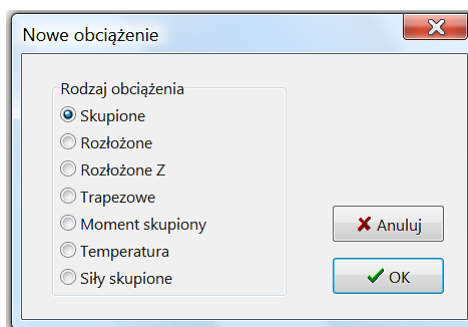 Nowe obciążenie
Rodzaj obciążenia
Skupione
Rozłożone
Rozłożone Z
Trapezowe
Moment skupiony
Temperatura
Siły skupione
Anuluj
OK